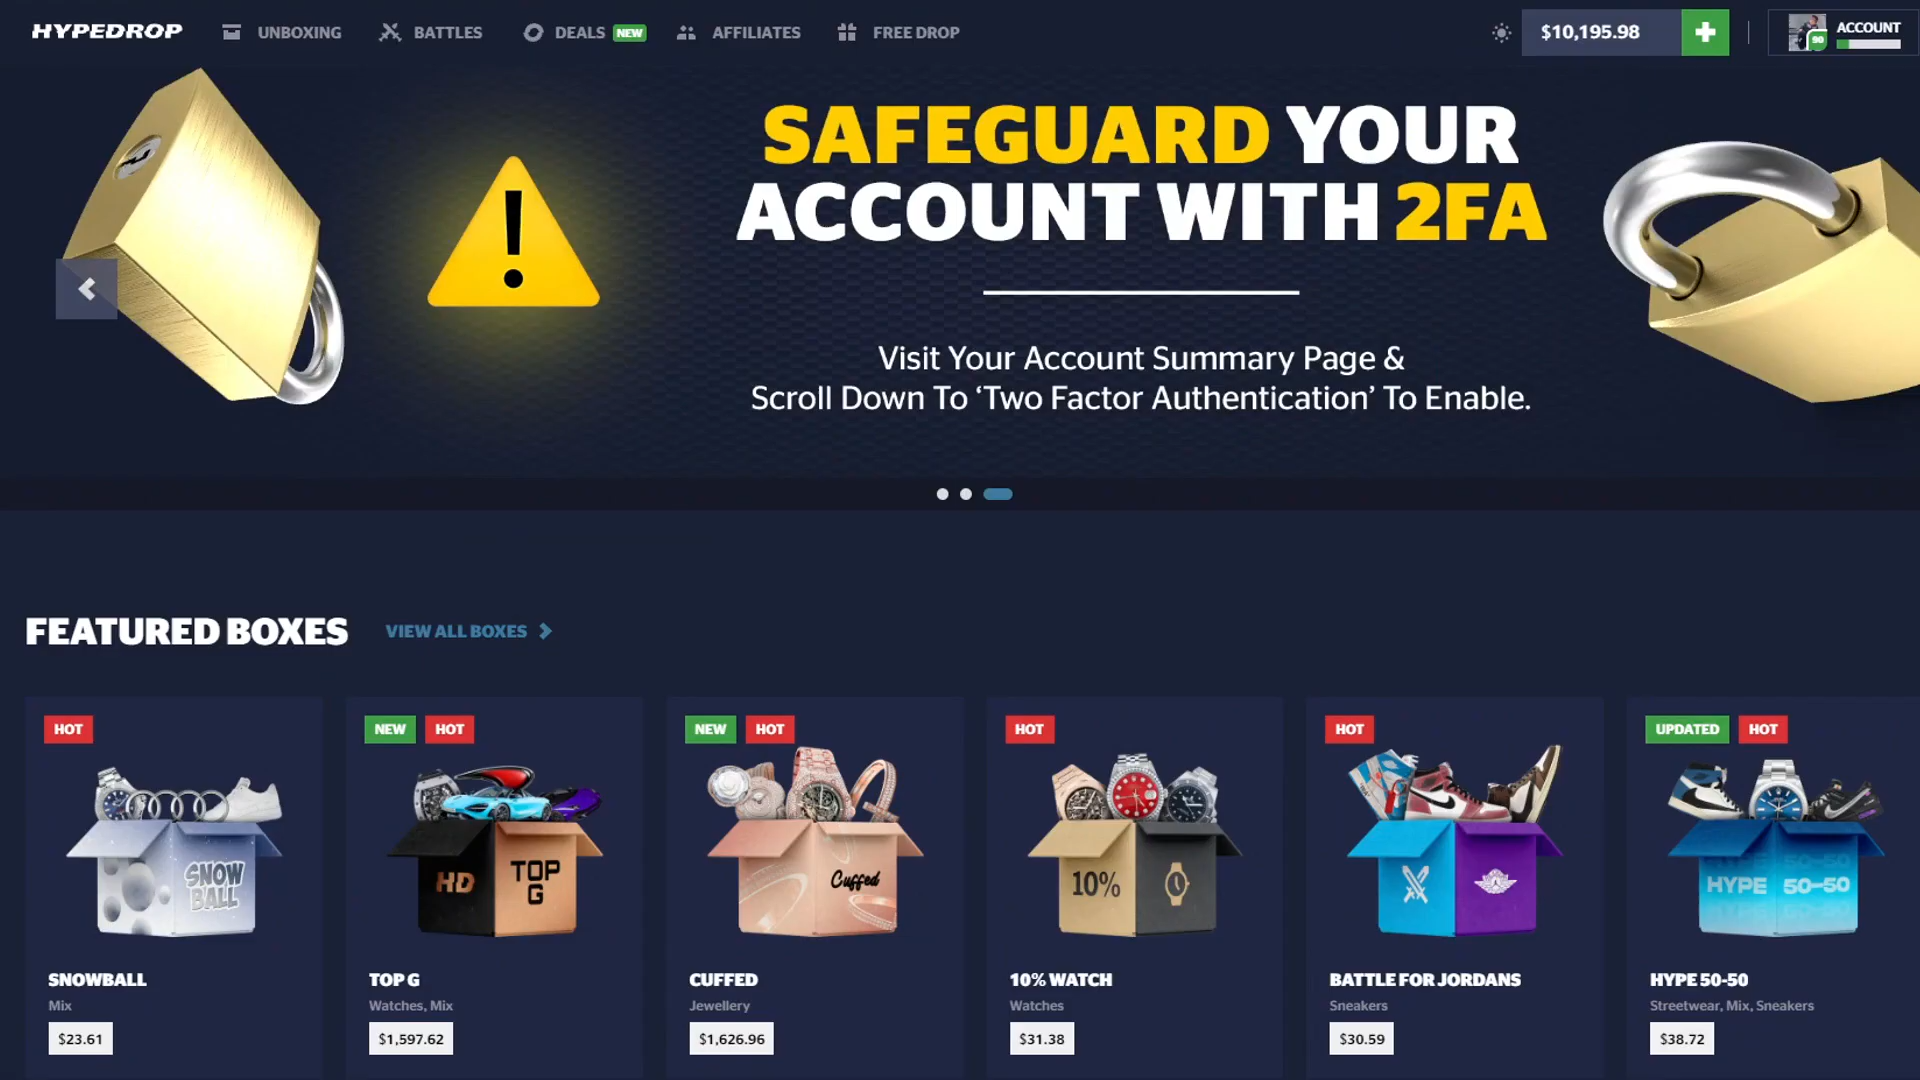 HYPEDROP UNBOXING BATTLES DEALS NEW AFFILIATES FREE DROP $10,195.98 90 ACCOUNT
SAFEGUARD YOUR
ACCOUNT WITH 2FA
Visit Your Account Summary Page &
Scroll Down To ‘Two Factor Authentication’ To Enable.
FEATURED BOXES VIEW ALL BOXES
HOT
SNOW
BALL
SNOWBALL
Mix
$23.61
NEW HOT
HD TOP
G
TOP G
Watches, Mix
$1,597.62
NEW HOT
Cuffed
CUFFED
Jewellery
$1,626.96
HOT
10%
10% WATCH
Watches
$31.38
HOT
BATTLE FOR JORDANS
Sneakers
$30.59
UPDATED HOT
HYPE 50-50
HYPE 50-50
Streetwear, Mix, Sneakers
$38.72